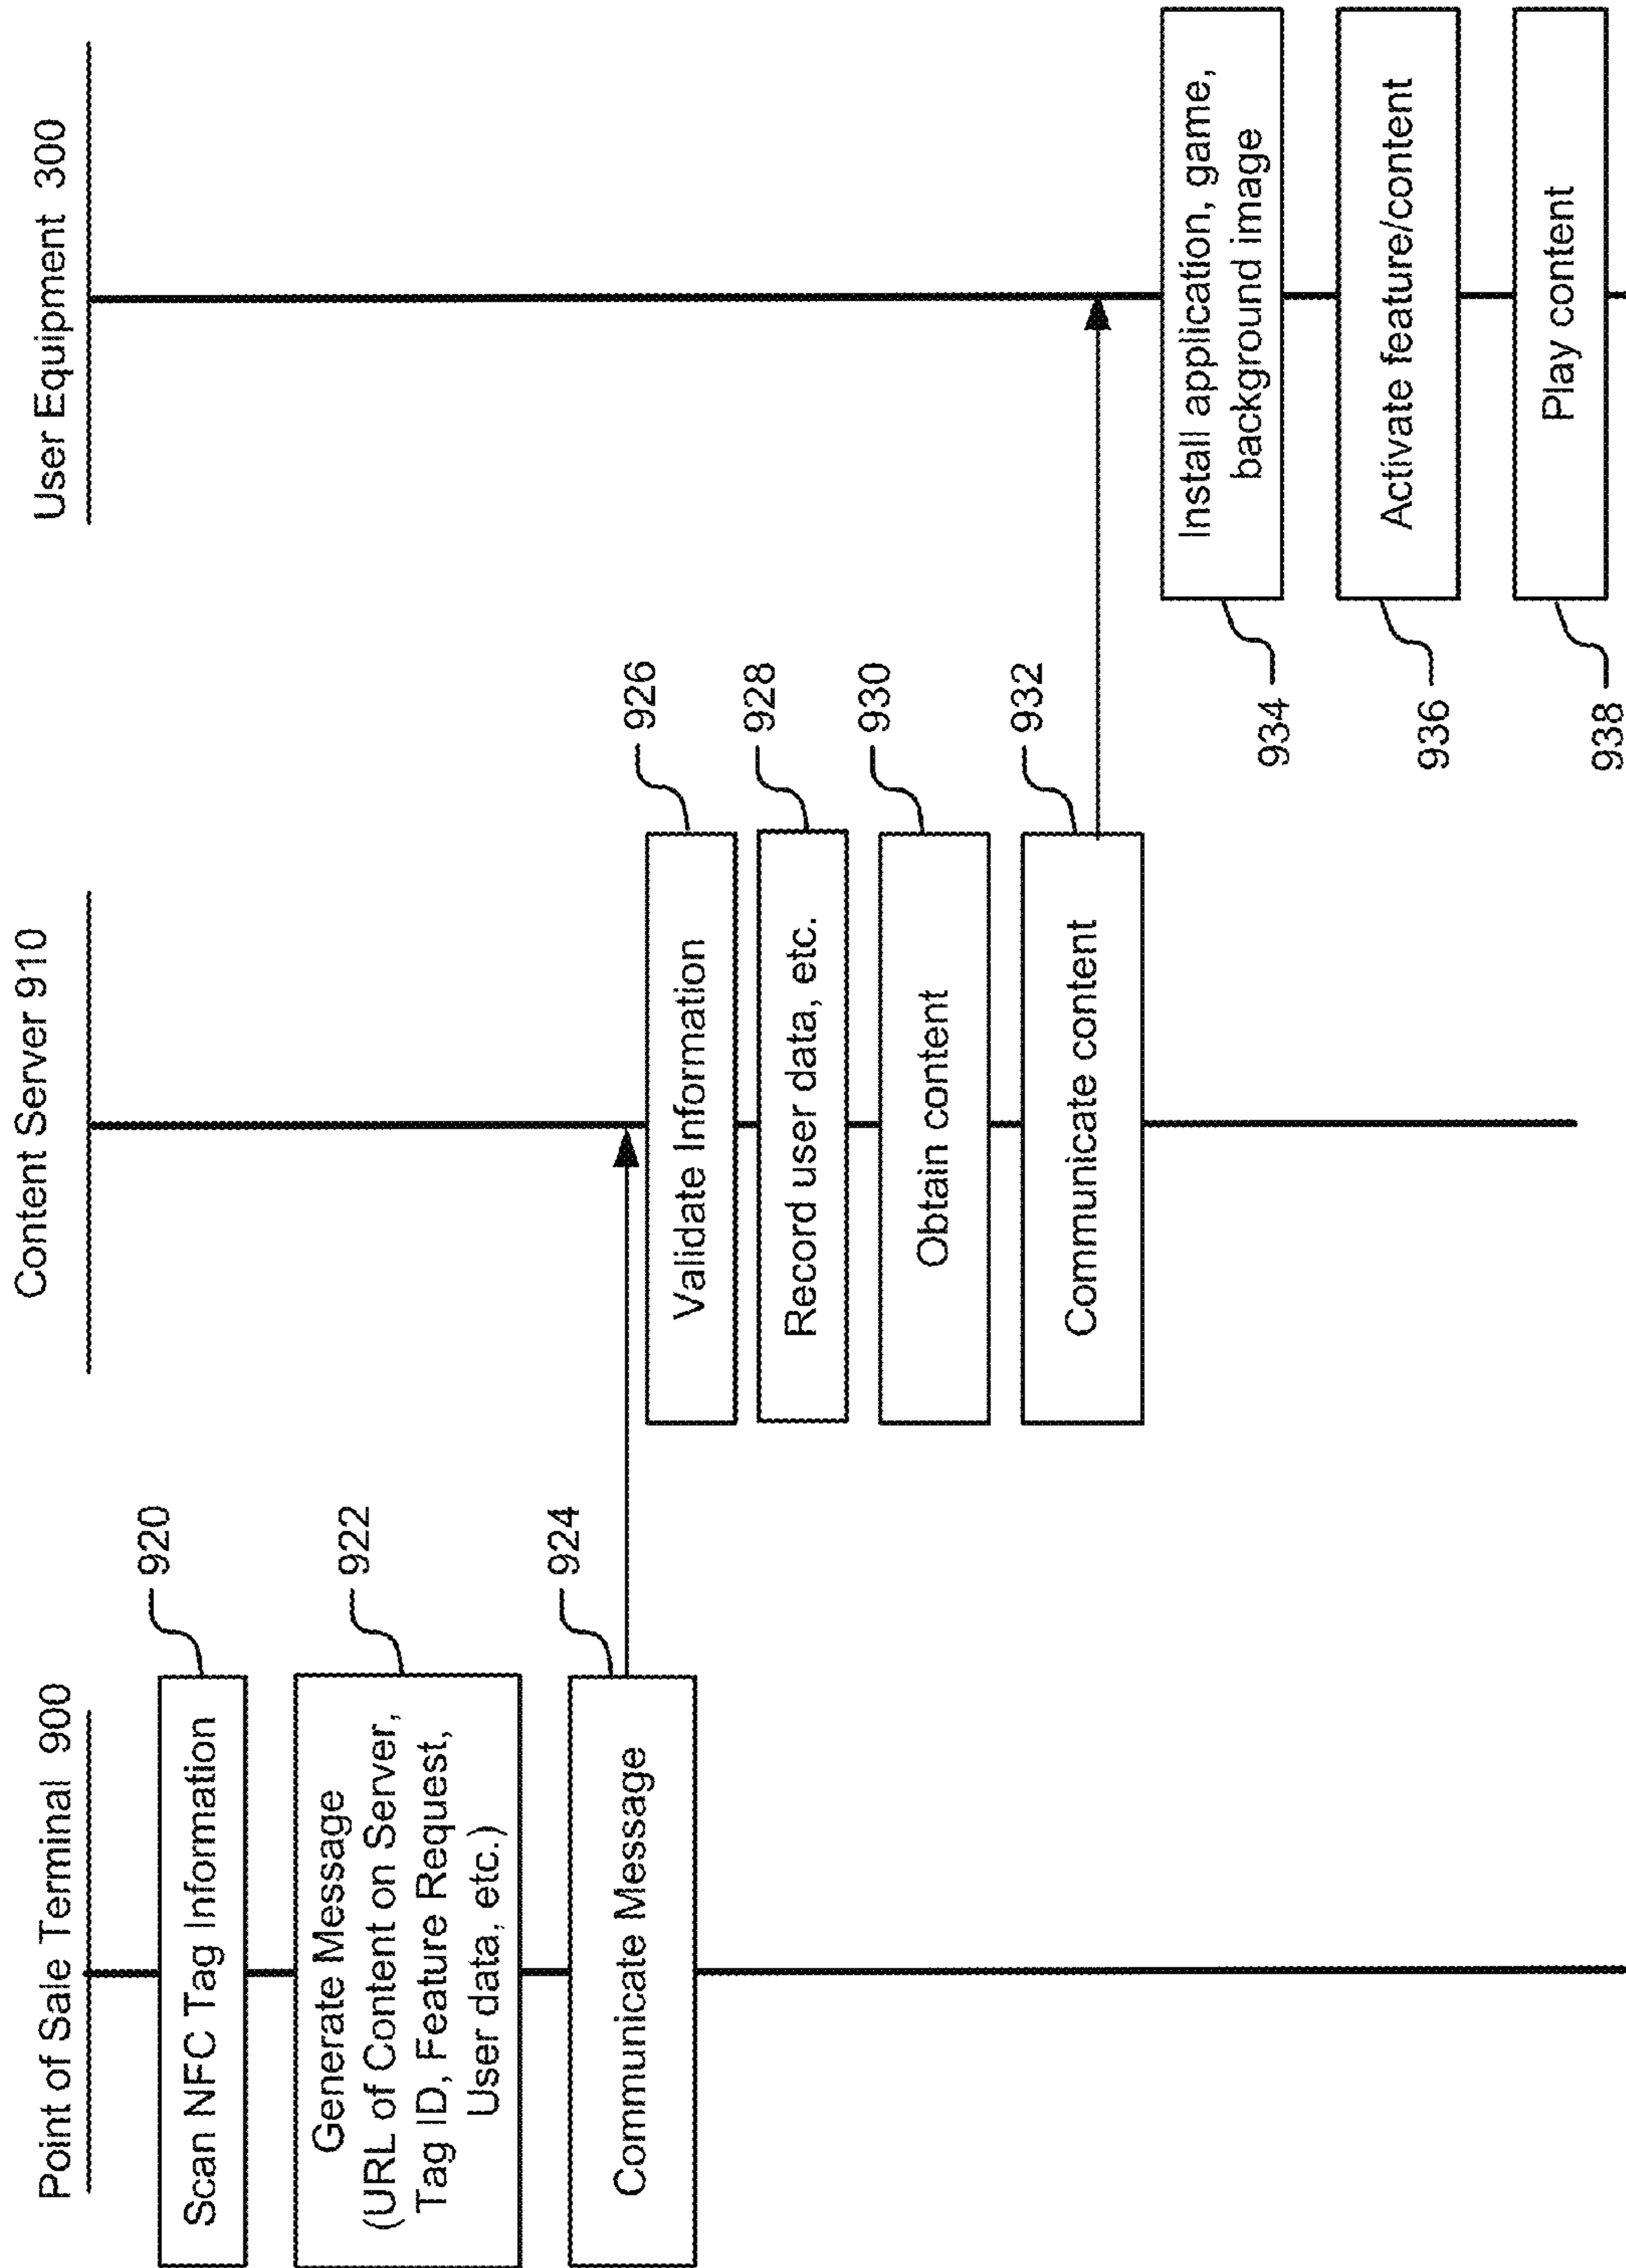 Point of Sale Terminal 900
Scan NFC Tag Information
920
Generate Message
(URL of Content on Server,
Tag ID, Feature Request,
User data, etc.)
922
Communicate Message
924
Content Server 910
Validate Information
926
Record user data, etc.
928
Obtain content
930
Communicate content
932
User Equipment 300
Install application, game,
background image
934
Activate feature/content
936
Play content
938